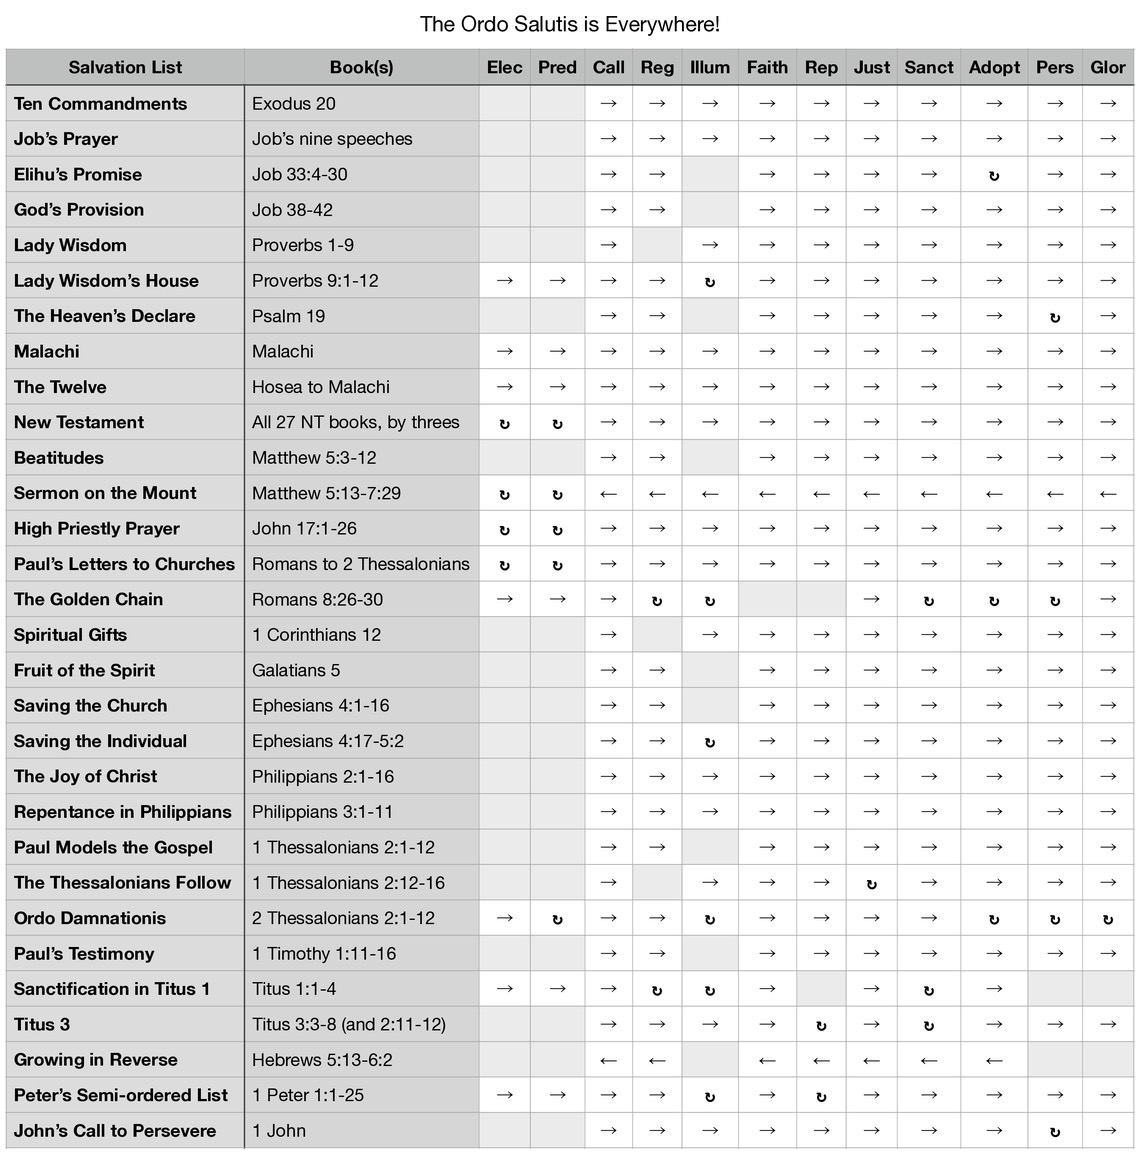 The Ordo Salutis is Everywhere!
Salvation List Book(s) Elec Pred Call Reg Illum Faith Rep Just Sanct Adopt Pers Glor
Ten Commandments Exodus 20 → → → → → → → → → →
Job’s Prayer Job’s nine speeches → → → → → → → → → →
Elihu’s Promise Job 33:4-30 → → → → → → ↻ → →
God’s Provision Job 38-42 → → → → → → → → →
Lady Wisdom Proverbs 1-9 → → → → → → → → →
Lady Wisdom’s House Proverbs 9:1-12 → → → → ↻ → → → → → → →
The Heaven’s Declare Psalm 19 → → → → → → → ↻ →
Malachi Malachi → → → → → → → → → → → →
The Twelve Hosea to Malachi → → → → → → → → → → → →
New Testament All 27 NT books, by threes ↻ ↻ → → → → → → → → → →
Beatitudes Matthew 5:3-12 → → → → → → → → →
Sermon on the Mount Matthew 5:13-7:29 ↻ ↻ ← ← ← ← ← ← ← ← ← ←
High Priestly Prayer John 17:1-26 ↻ ↻ → → → → → → → → → →
Paul’s Letters to Churches Romans to 2 Thessalonians ↻ ↻ → → → → → → → → → →
The Golden Chain Romans 8:26-30 → → → ↻ ↻ → ↻ ↻ ↻ →
Spiritual Gifts 1 Corinthians 12 → → → → → → → → →
Fruit of the Spirit Galatians 5 → → → → → → → → →
Saving the Church Ephesians 4:1-16 → → → → → → → → →
Saving the Individual Ephesians 4:17-5:2 → → ↻ → → → → → → →
The Joy of Christ Philippians 2:1-16 → → → → → → → → → →
Repentance in Philippians Philippians 3:1-11 → → → → → → → → → →
Paul Models the Gospel 1 Thessalonians 2:1-12 → → → → → → → → →
The Thessalonians Follow 1 Thessalonians 2:12-16 → → → → ↻ → → → →
Ordo Damnationis 2 Thessalonians 2:1-12 → ↻ → → ↻ → → → → ↻ ↻ ↻
Paul’s Testimony 1 Timothy 1:11-16 → → → → → → → → →
Sanctification in Titus 1 Titus 1:1-4 → → → ↻ ↻ → → ↻ →
Titus 3 Titus 3:3-8 (and 2:11-12) → → → → ↻ → ↻ → → →
Growing in Reverse Hebrews 5:13-6:2 ← ← ← ← ← ← ←
Peter’s Semi-ordered List 1 Peter 1:1-25 → → → → ↻ → ↻ → → → → →
John’s Call to Persevere 1 John → → → → → → → → ↻ →